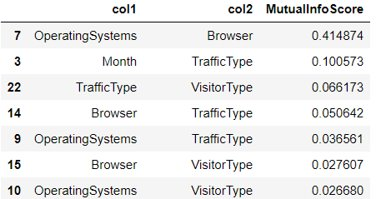 col1 col2 MutualInfoScore
7 OperatingSystems Browser 0.414874
3 Month TrafficType 0.100573
22 TrafficType VisitorType 0.066173
14 Browser TrafficType 0.050642
9 OperatingSystems TrafficType 0.036561
15 Browser VisitorType 0.027607
10 OperatingSystems VisitorType 0.026680